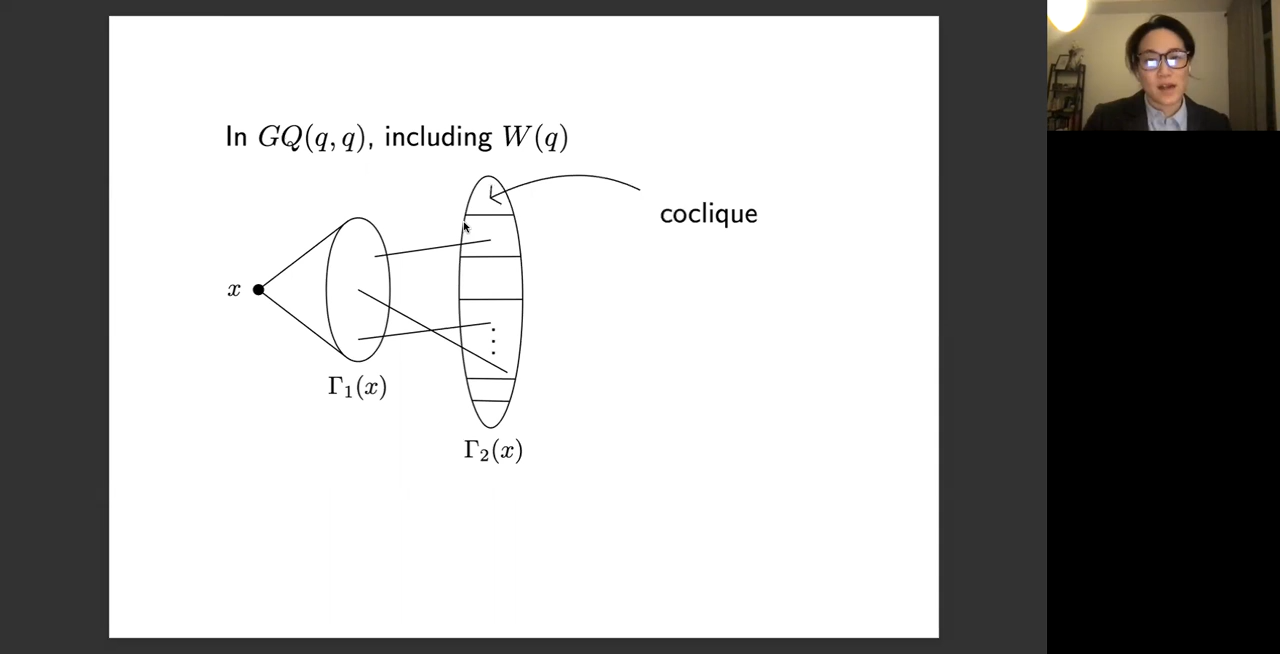 In GQ(q, q), including W(q)
coclique
x
Γ₁(x)
Γ₂(x)